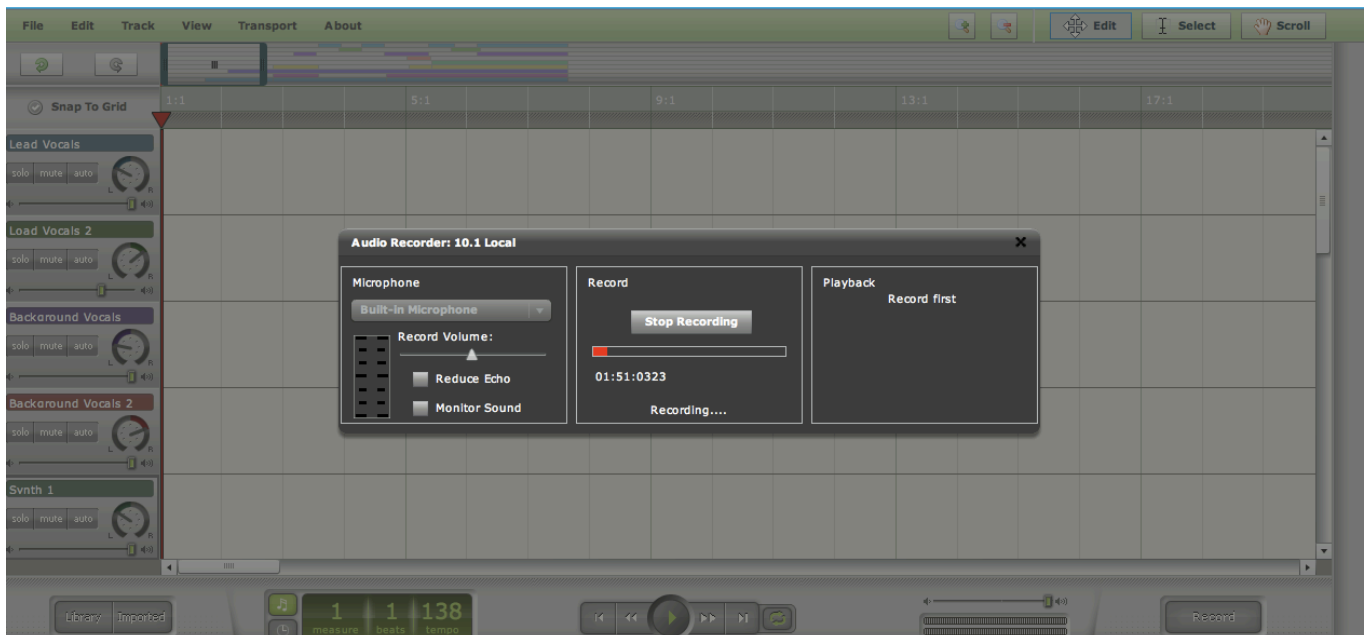 File Edit Track View Transport About
Edit Select Scroll
Snap To Grid
1:1 5:1 9:1 13:1 17:1
Lead Vocals
solo mute auto
L R
Load Vocals 2
solo mute auto
L R
Background Vocals
solo mute auto
L R
Background Vocals 2
solo mute auto
L R
Synth 1
solo mute auto
L R
Audio Recorder: 10.1 Local
Microphone
Built-in Microphone
Record Volume:
Reduce Echo
Monitor Sound
Record
Stop Recording
01:51:0323
Recording....
Playback
Record first
Library Imported
1 1 138
measure beats tempo
Record